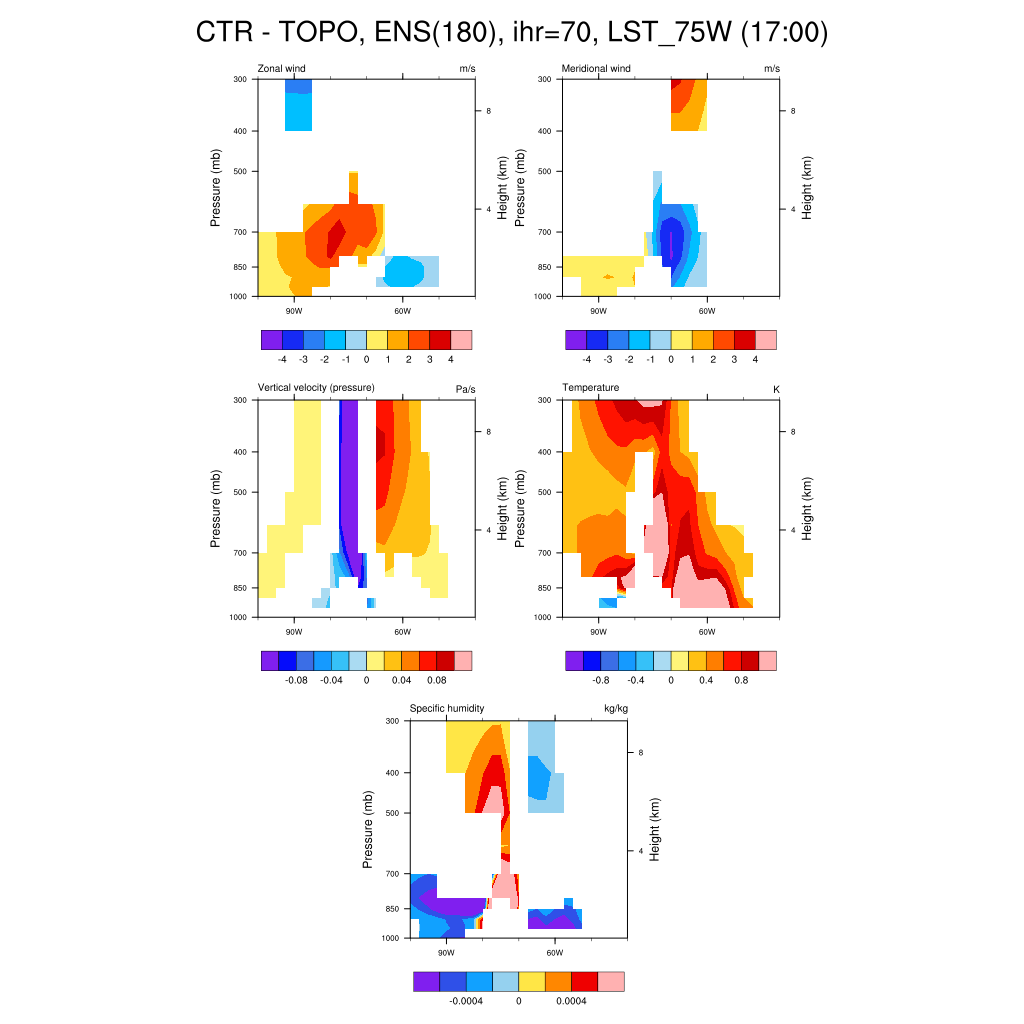 CTR - TOPO, ENS(180), ihr=70, LST_75W (17:00)
Zonal wind m/s
300
400
500
700
850
1000
Pressure (mb)
8
4
Height (km)
90W 60W
-4 -3 -2 -1 0 1 2 3 4
Meridional wind m/s
300
400
500
700
850
1000
Pressure (mb)
8
4
Height (km)
90W 60W
-4 -3 -2 -1 0 1 2 3 4
Vertical velocity (pressure) Pa/s
300
400
500
700
850
1000
Pressure (mb)
8
4
Height (km)
90W 60W
-0.08 -0.04 0 0.04 0.08
Temperature K
300
400
500
700
850
1000
Pressure (mb)
8
4
Height (km)
90W 60W
-0.8 -0.4 0 0.4 0.8
Specific humidity kg/kg
300
400
500
700
850
1000
Pressure (mb)
8
4
Height (km)
90W 60W
-0.0004 0 0.0004